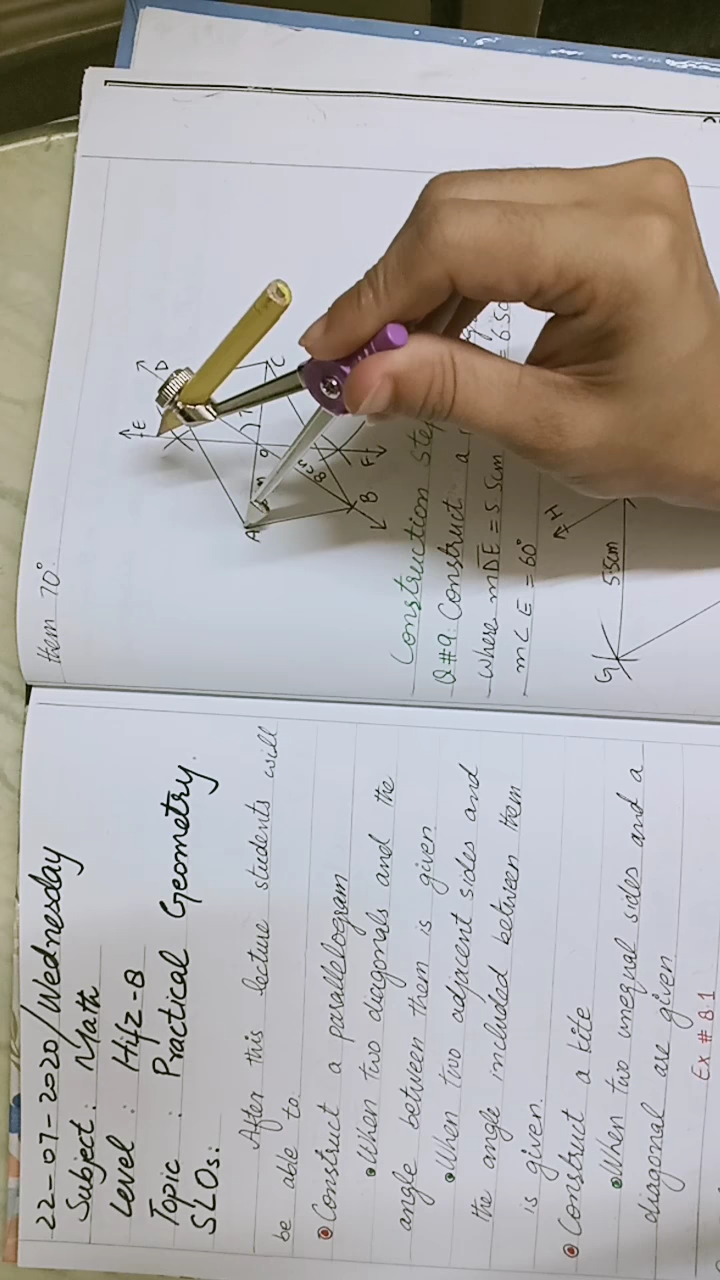 22-07-2020/Wednesday
Subject: Math
Level : Hifz-8
Topic : Practical Geometry.
SLOs:
After this lecture students will
be able to
Construct a parallelogram
When two diagonals and the
angle between them is given.
When two adjacent sides and
the angle included between them
is given.
Construct a kite
When two unequal sides and a
diagonal are given
Ex # 8.1
them 70°.
E
D
C
A
B
F
Construction Step
Q#9: Construct a
where mDE = 5.5cm
m∠E = 60°
H
5.5cm
G